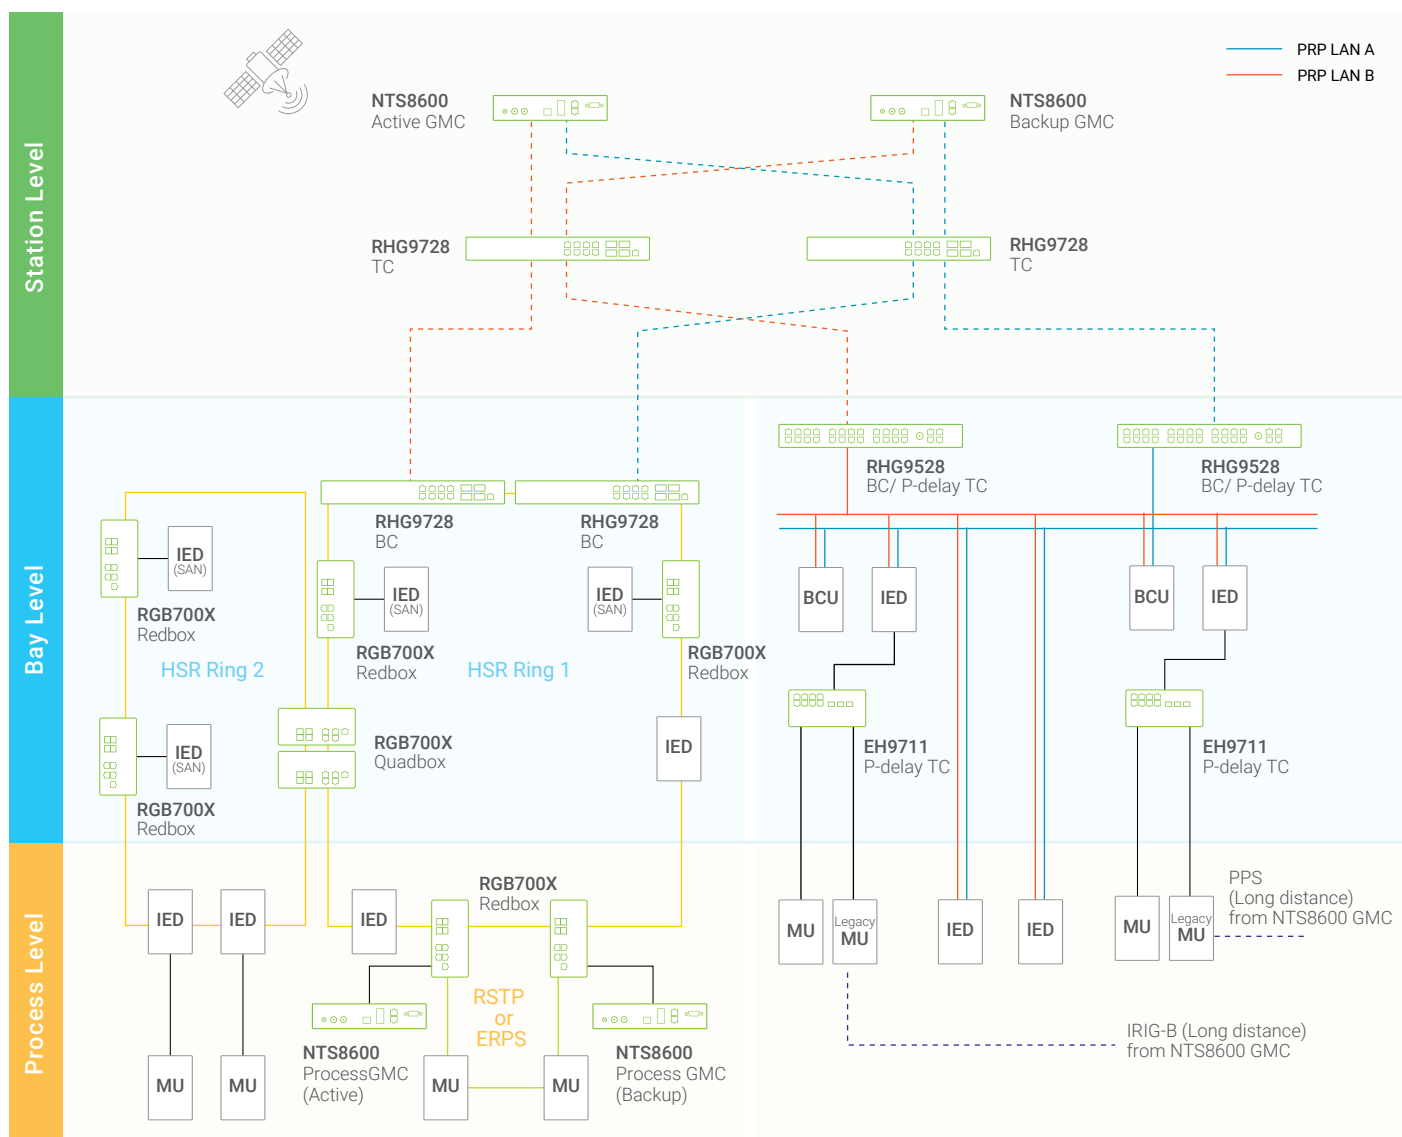 PRP LAN A
PRP LAN B
NTS8600
Active GMC
NTS8600
Backup GMC
Station Level
RHG9728
TC
RHG9728
TC
RHG9528
BC/ P-delay TC
RHG9528
BC/ P-delay TC
RHG9728
BC
RHG9728
BC
IED
(SAN)
RGB700X
Redbox
IED
(SAN)
RGB700X
Redbox
IED
(SAN)
RGB700X
Redbox
BCU
IED
BCU
IED
Bay Level
HSR Ring 2
HSR Ring 1
IED
(SAN)
RGB700X
Redbox
RGB700X
Quadbox
IED
EH9711
P-delay TC
EH9711
P-delay TC
Process Level
IED
IED
IED
RGB700X
Redbox
MU
Legacy
MU
IED
IED
MU
Legacy
MU
PPS
(Long distance)
from NTS8600 GMC
RSTP
or
ERPS
IRIG-B (Long distance)
from NTS8600 GMC
MU
MU
NTS8600
ProcessGMC
(Active)
MU
MU
NTS8600
Process GMC
(Backup)